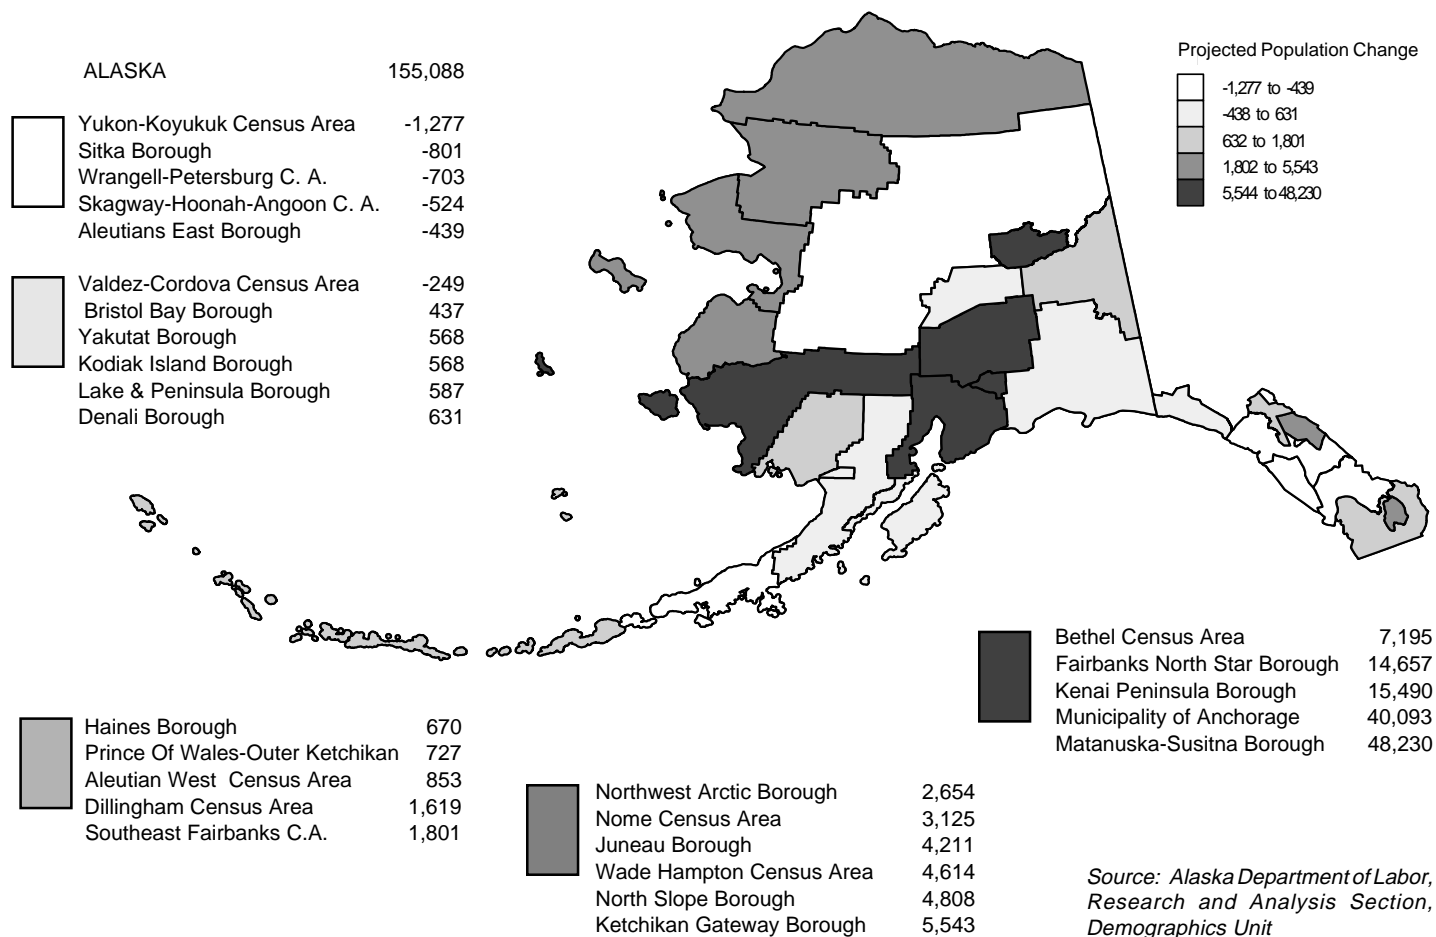 ALASKA 155,088
Yukon-Koyukuk Census Area -1,277
Sitka Borough -801
Wrangell-Petersburg C. A. -703
Skagway-Hoonah-Angoon C. A. -524
Aleutians East Borough -439
Valdez-Cordova Census Area -249
Bristol Bay Borough 437
Yakutat Borough 568
Kodiak Island Borough 568
Lake & Peninsula Borough 587
Denali Borough 631
Projected Population Change
-1,277 to -439
-438 to 631
632 to 1,801
1,802 to 5,543
5,544 to 48,230
Haines Borough 670
Prince Of Wales-Outer Ketchikan 727
Aleutian West Census Area 853
Dillingham Census Area 1,619
Southeast Fairbanks C.A. 1,801
Northwest Arctic Borough 2,654
Nome Census Area 3,125
Juneau Borough 4,211
Wade Hampton Census Area 4,614
North Slope Borough 4,808
Ketchikan Gateway Borough 5,543
Bethel Census Area 7,195
Fairbanks North Star Borough 14,657
Kenai Peninsula Borough 15,490
Municipality of Anchorage 40,093
Matanuska-Susitna Borough 48,230
Source: Alaska Department of Labor,
Research and Analysis Section,
Demographics Unit